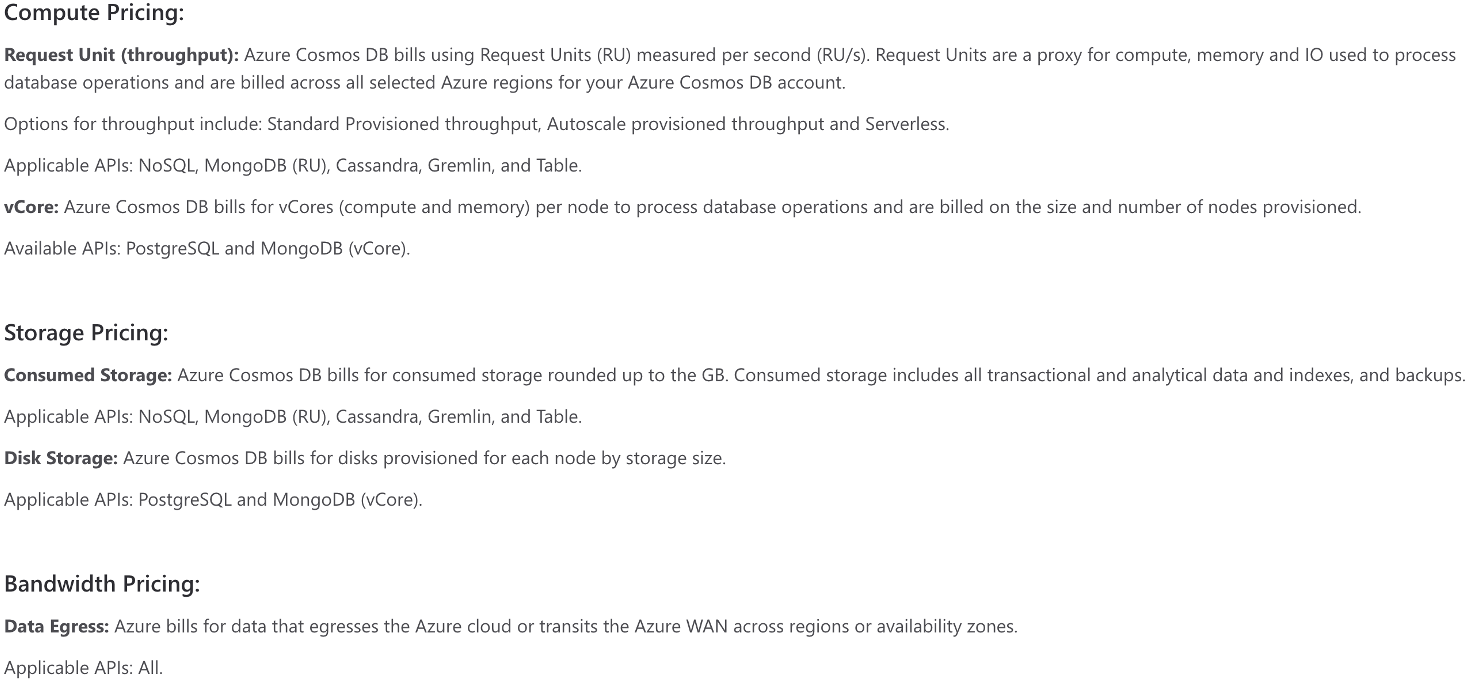 Compute Pricing:
Request Unit (throughput): Azure Cosmos DB bills using Request Units (RU) measured per second (RU/s). Request Units are a proxy for compute, memory and IO used to process
database operations and are billed across all selected Azure regions for your Azure Cosmos DB account.
Options for throughput include: Standard Provisioned throughput, Autoscale provisioned throughput and Serverless.
Applicable APIs: NoSQL, MongoDB (RU), Cassandra, Gremlin, and Table.
vCore: Azure Cosmos DB bills for vCores (compute and memory) per node to process database operations and are billed on the size and number of nodes provisioned.
Available APIs: PostgreSQL and MongoDB (vCore).
Storage Pricing:
Consumed Storage: Azure Cosmos DB bills for consumed storage rounded up to the GB. Consumed storage includes all transactional and analytical data and indexes, and backups.
Applicable APIs: NoSQL, MongoDB (RU), Cassandra, Gremlin, and Table.
Disk Storage: Azure Cosmos DB bills for disks provisioned for each node by storage size.
Applicable APIs: PostgreSQL and MongoDB (vCore).
Bandwidth Pricing:
Data Egress: Azure bills for data that egresses the Azure cloud or transits the Azure WAN across regions or availability zones.
Applicable APIs: All.